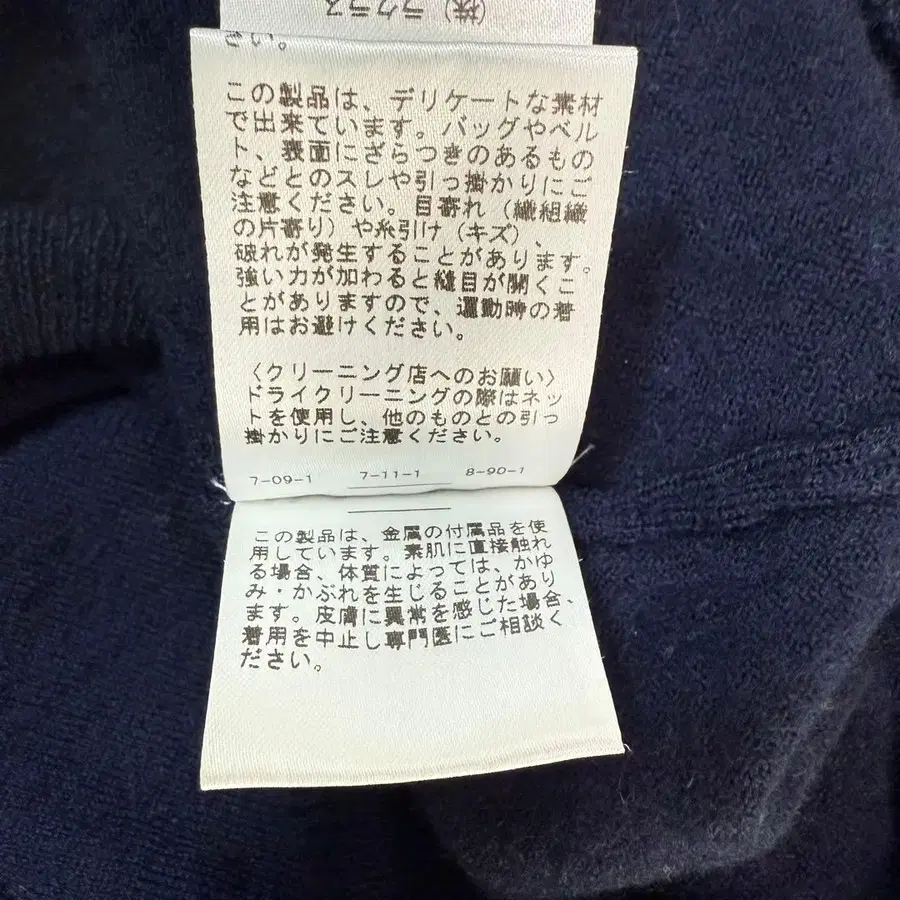 (株)ラクラス
い。
この製品は、デリケートな素材
で出来ています。バッグやベル
ト、表面にざらつきのあるもの
などとのスレや引っ掛かりにご
注意ください。目寄れ（繊組織
の片寄り）や糸引け（キズ）、
破れが発生することがあります。
強い力が加わると縫目が開くこ
とがありますので、運動時の着
用はお避けください。
〈クリーニング店へのお願い〉
ドライクリーニングの際はネッ
トを使用し、他のものとの引っ
掛かりにご注意ください。
7-09-1 7-11-1 8-90-1
この製品は、金属の付属品を使
用しています。素肌に直接触れ
る場合、体質によっては、かゆ
み・かぶれを生じることがあり
ます。皮膚に異常を感じた場合、
着用を中止し専門医にご相談く
ださい。